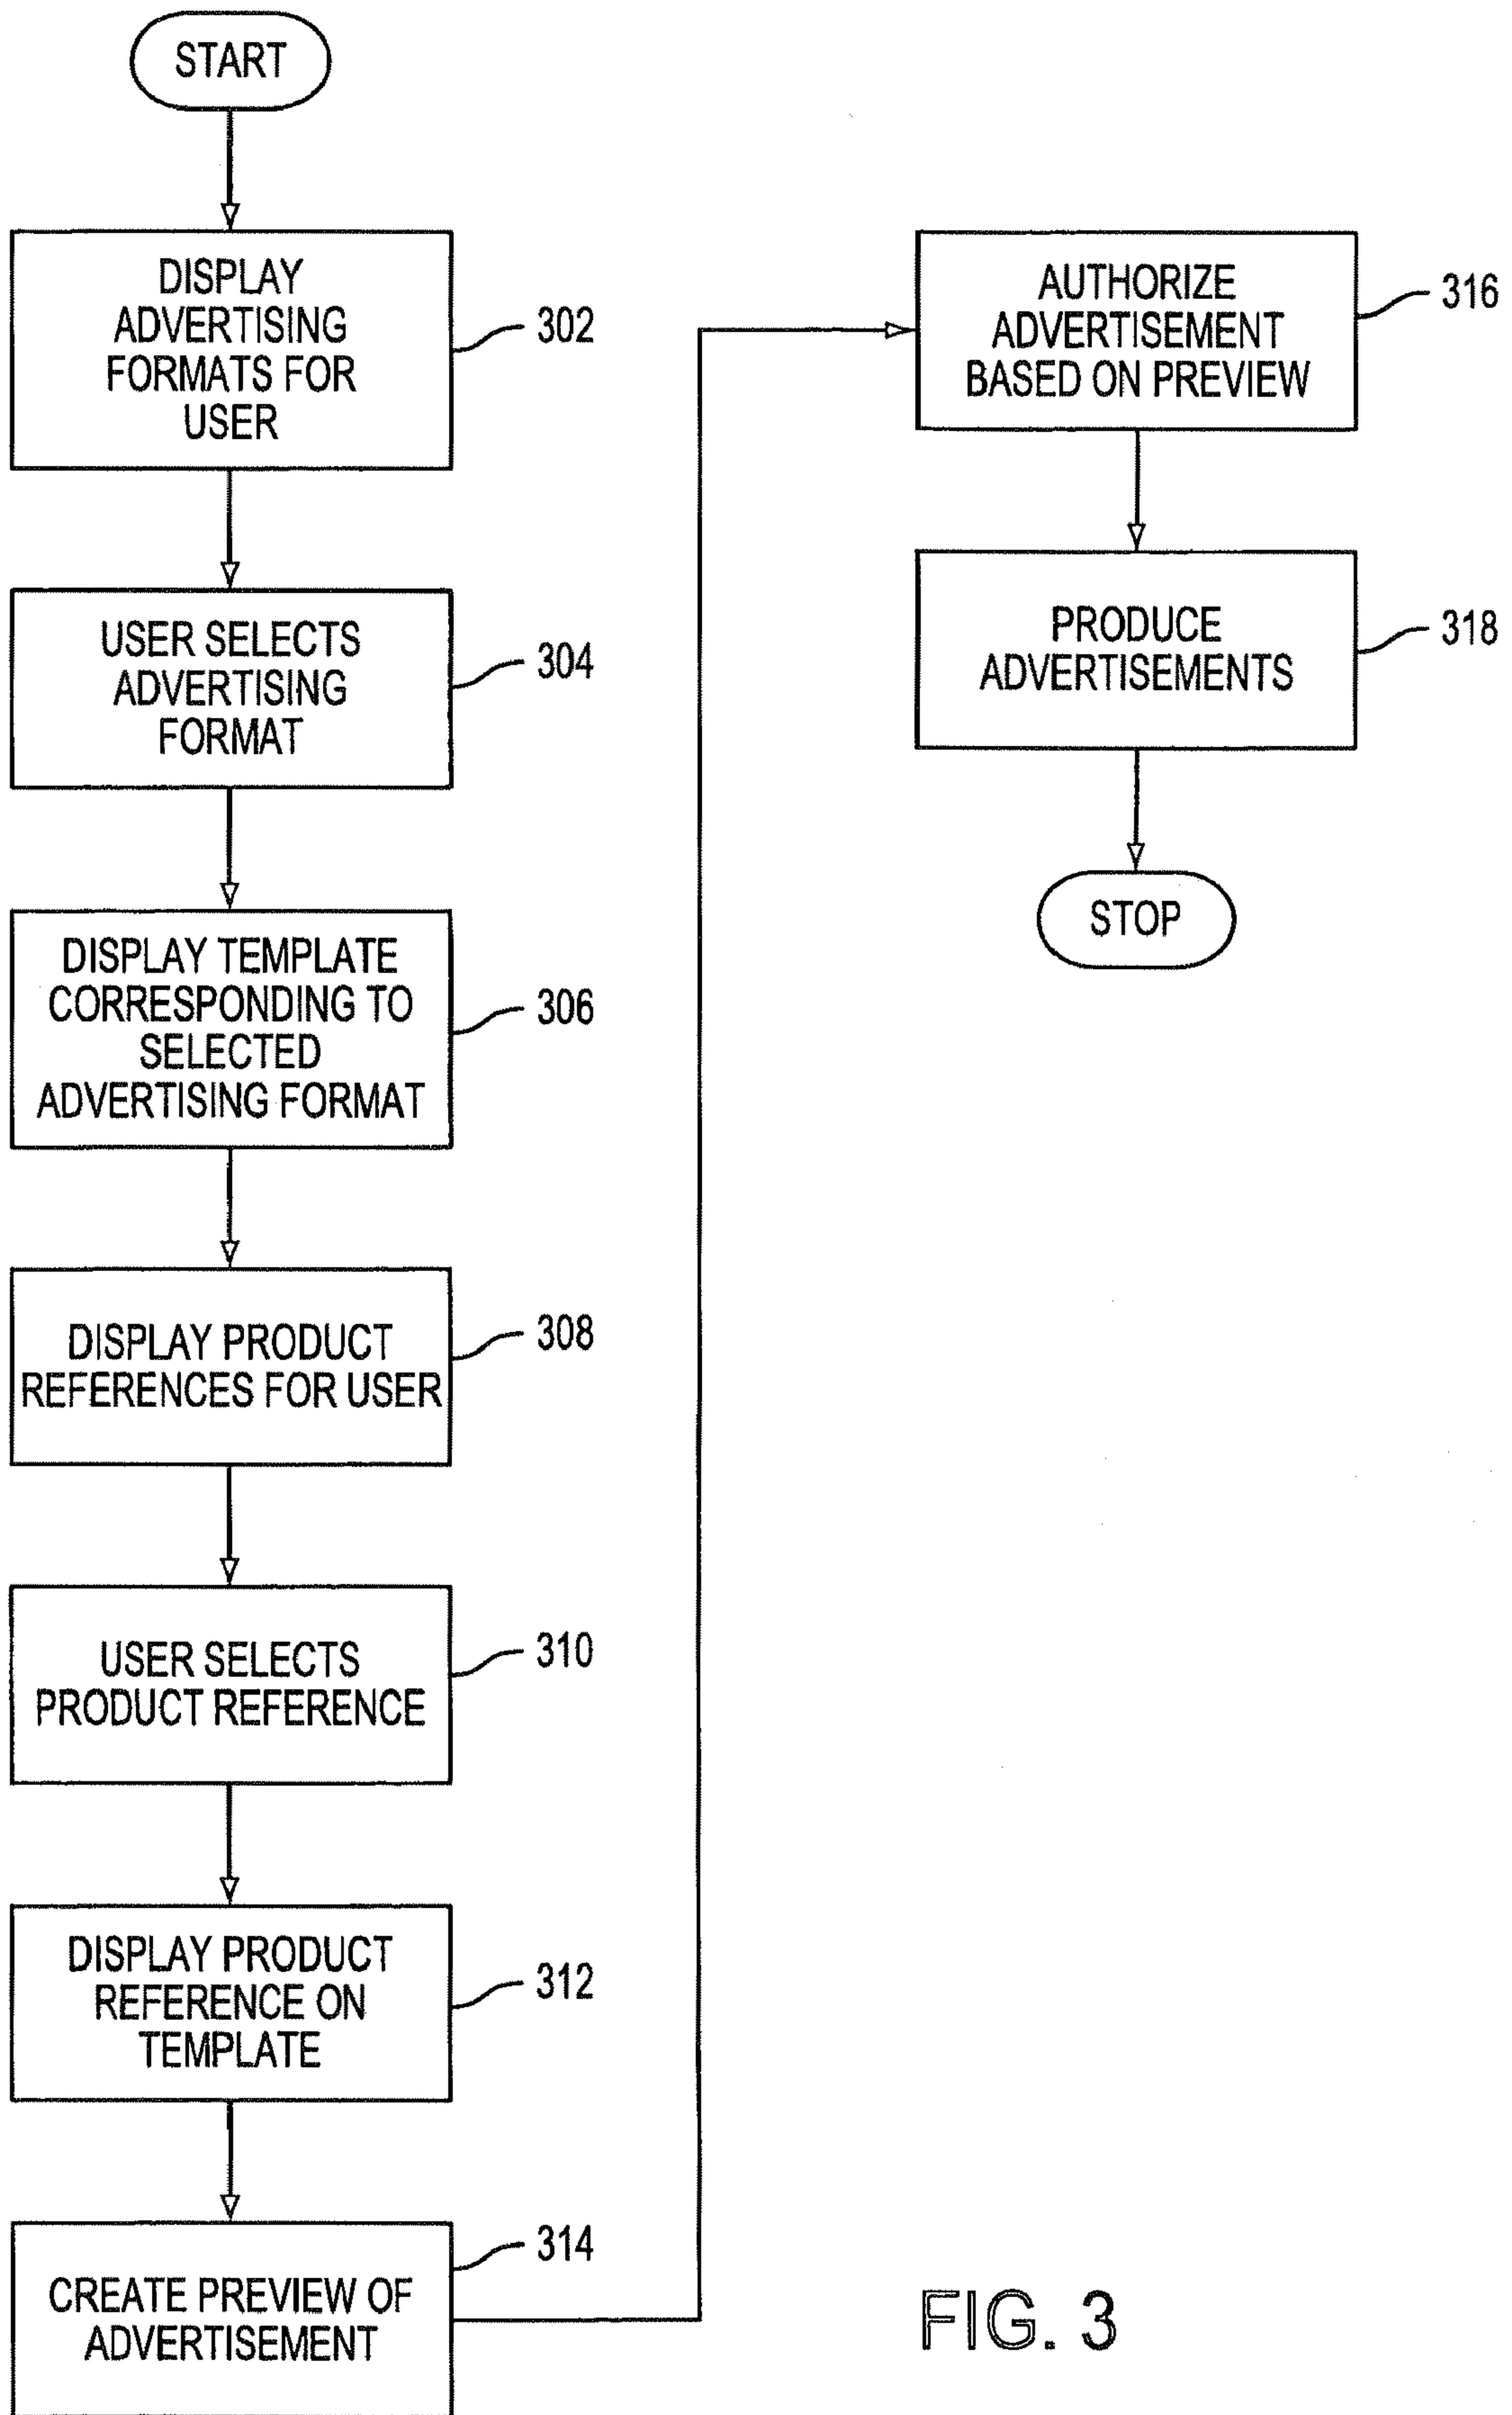 START
DISPLAY
ADVERTISING
FORMATS FOR
USER
302
USER SELECTS
ADVERTISING
FORMAT
304
DISPLAY TEMPLATE
CORRESPONDING TO
SELECTED
ADVERTISING FORMAT
306
DISPLAY PRODUCT
REFERENCES FOR USER
308
USER SELECTS
PRODUCT REFERENCE
310
DISPLAY PRODUCT
REFERENCE ON
TEMPLATE
312
CREATE PREVIEW OF
ADVERTISEMENT
314
AUTHORIZE
ADVERTISEMENT
BASED ON PREVIEW
316
PRODUCE
ADVERTISEMENTS
318
STOP
FIG. 3